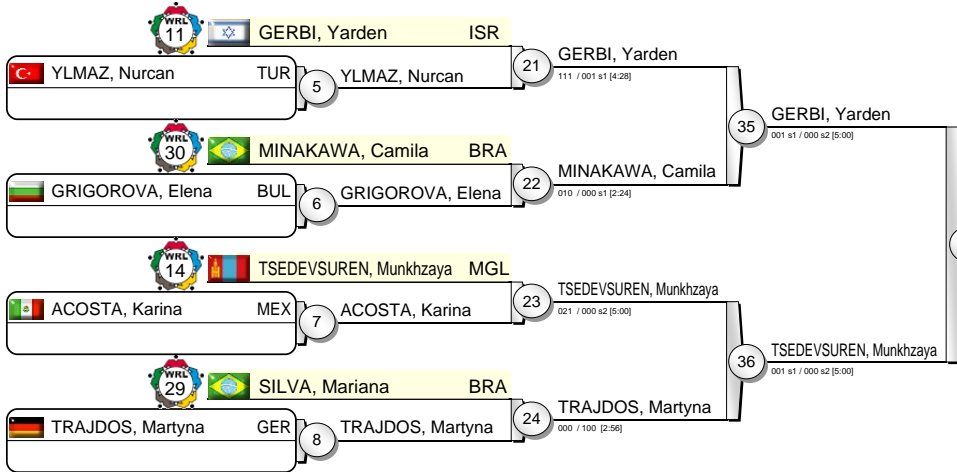 WRL
11
GERBI, Yarden ISR
YLMAZ, Nurcan TUR
5
YLMAZ, Nurcan
21
GERBI, Yarden
111 / 001 s1 [4:28]
WRL
30
MINAKAWA, Camila BRA
GRIGOROVA, Elena BUL
6
GRIGOROVA, Elena
22
MINAKAWA, Camila
010 / 000 s1 [2:24]
35
GERBI, Yarden
001 s1 / 000 s2 [5:00]
WRL
14
TSEDEVSUREN, Munkhzaya MGL
ACOSTA, Karina MEX
7
ACOSTA, Karina
23
TSEDEVSUREN, Munkhzaya
021 / 000 s2 [5:00]
WRL
29
SILVA, Mariana BRA
TRAJDOS, Martyna GER
8
TRAJDOS, Martyna
24
TRAJDOS, Martyna
000 / 100 [2:56]
36
TSEDEVSUREN, Munkhzaya
001 s1 / 000 s2 [5:00]